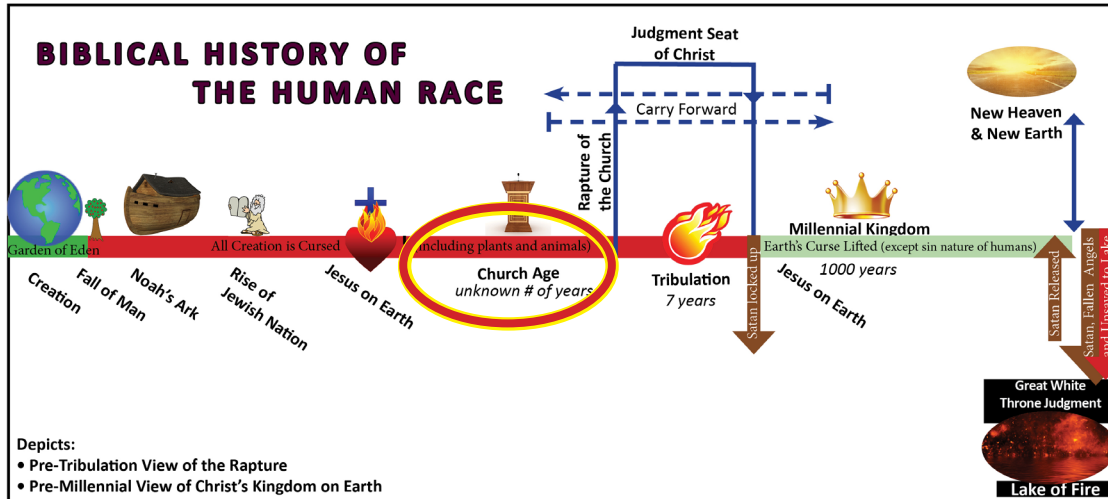 BIBLICAL HISTORY OF
THE HUMAN RACE
Judgment Seat
of Christ
Carry Forward
Rapture of
the Church
New Heaven
& New Earth
Garden of Eden
All Creation is Cursed
(including plants and animals)
Millennial Kingdom
Earth's Curse Lifted (except sin nature of humans)
1000 years
Creation
Fall of Man
Noah's Ark
Rise of
Jewish Nation
Jesus on Earth
Church Age
unknown # of years
Tribulation
7 years
Satan locked up
Jesus on Earth
Satan Released
Satan, Fallen Angels
and Unsaved to Lake
Great White
Throne Judgment
Lake of Fire
Depicts:
• Pre-Tribulation View of the Rapture
• Pre-Millennial View of Christ's Kingdom on Earth